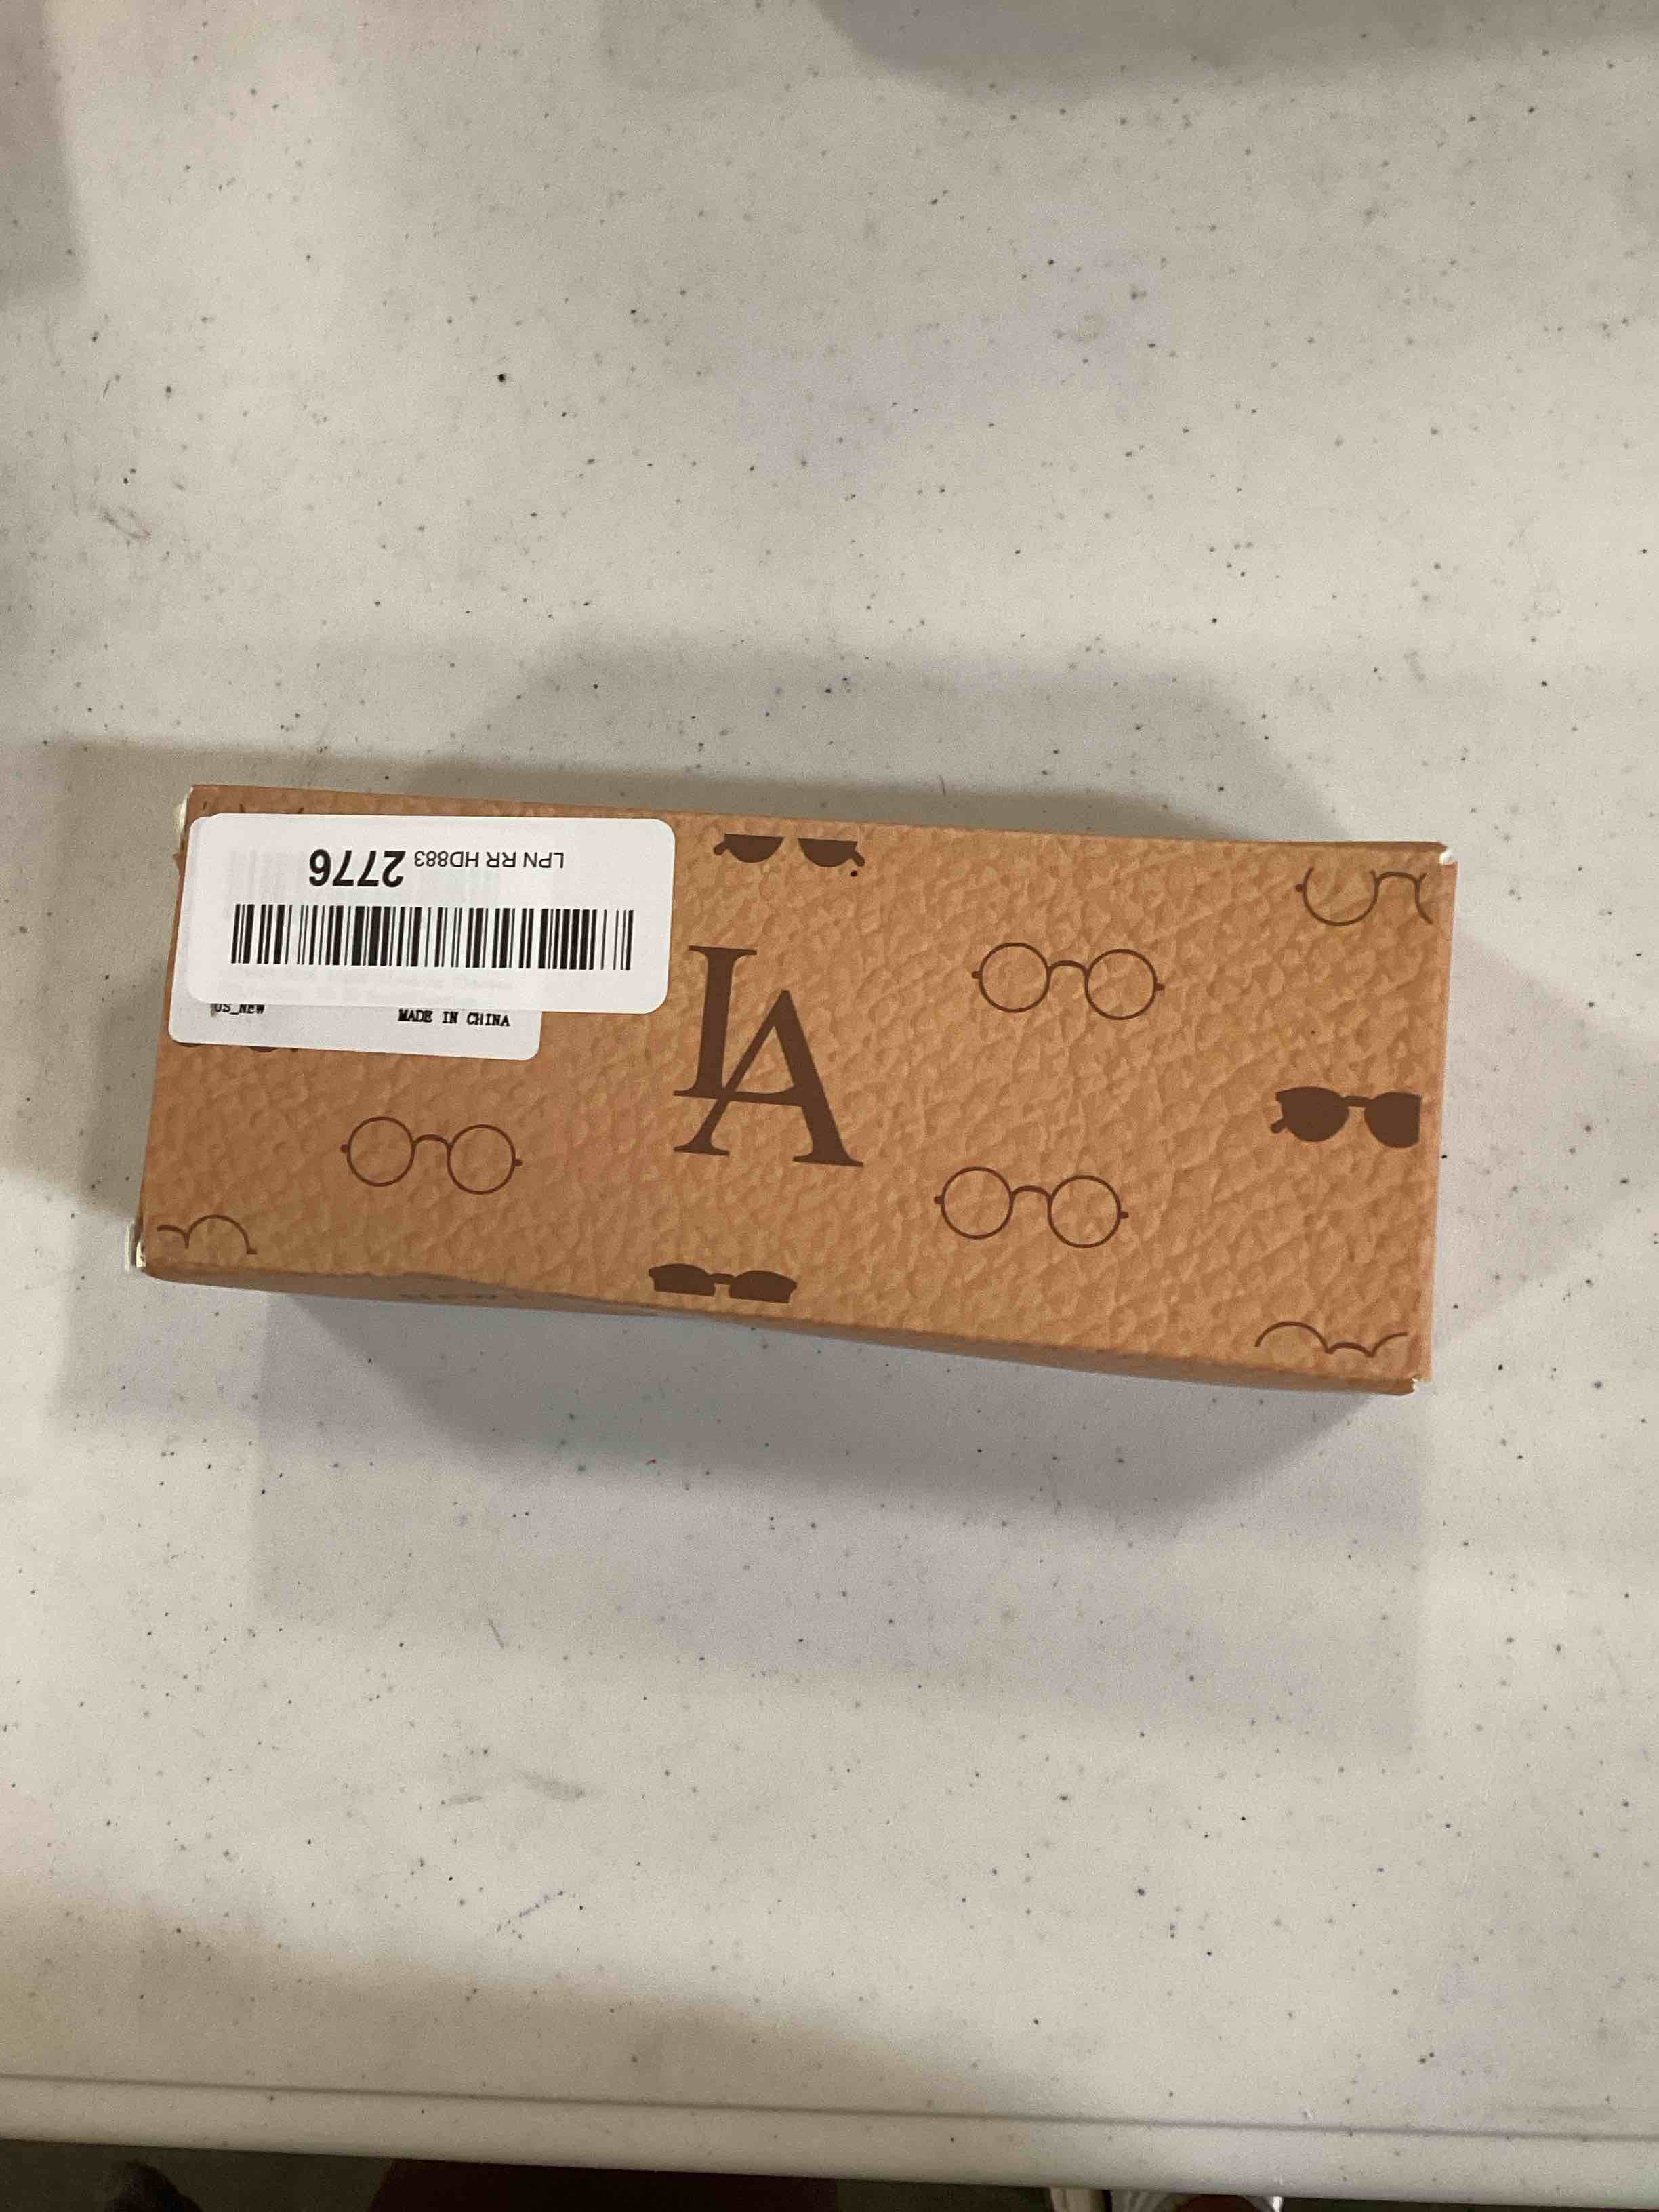 LPN RR HD883 2776
US_NEW MADE IN CHINA
LA